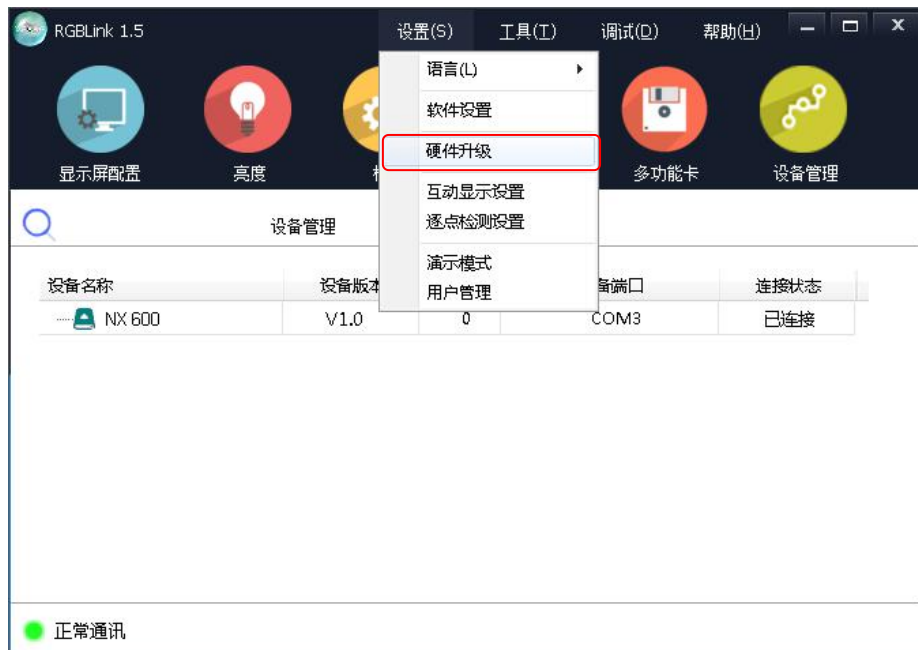 RGBLink 1.5
设置(S) 工具(T) 调试(D) 帮助(H)
语言(L)
软件设置
硬件升级
互动显示设置
逐点检测设置
演示模式
用户管理
显示屏配置 亮度 多功能卡 设备管理
设备管理
设备名称 设备版本 备端口 连接状态
NX 600 V1.0 0 COM3 已连接
正常通讯